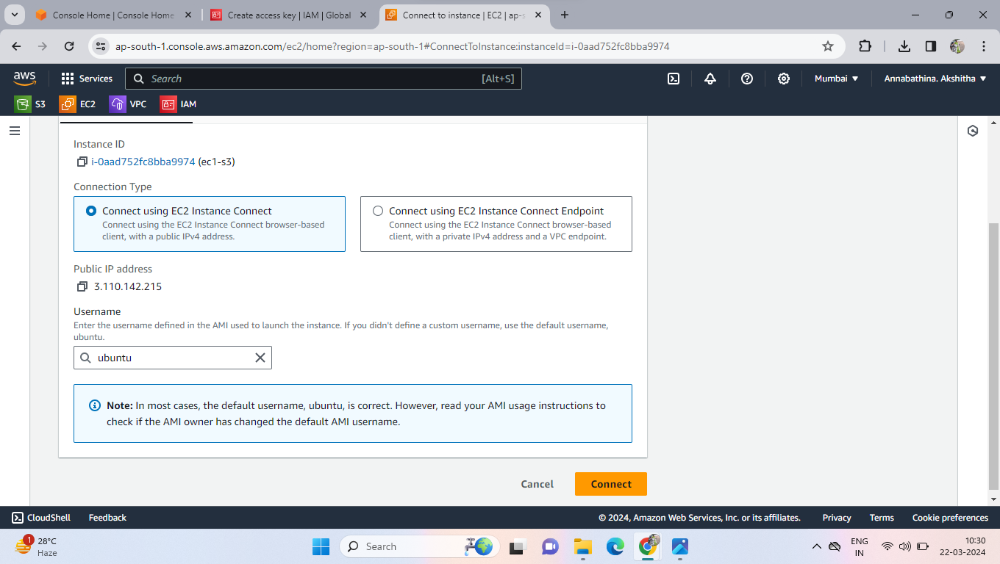 Console Home | Console Home
Create access key | IAM | Global
Connect to instance | EC2 | ap-s
ap-south-1.console.aws.amazon.com/ec2/home?region=ap-south-1#ConnectToInstance:instanceId=i-0aad752fc8bba9974
aws
Services
Search
[Alt+S]
Mumbai
Annabathina. Akshitha
S3
EC2
VPC
IAM
Instance ID
i-0aad752fc8bba9974 (ec1-s3)
Connection Type
Connect using EC2 Instance Connect
Connect using the EC2 Instance Connect browser-based
client, with a public IPv4 address.
Connect using EC2 Instance Connect Endpoint
Connect using the EC2 Instance Connect browser-based
client, with a private IPv4 address and a VPC endpoint.
Public IP address
3.110.142.215
Username
Enter the username defined in the AMI used to launch the instance. If you didn't define a custom username, use the default username,
ubuntu.
ubuntu
Note: In most cases, the default username, ubuntu, is correct. However, read your AMI usage instructions to
check if the AMI owner has changed the default AMI username.
Cancel
Connect
CloudShell
Feedback
© 2024, Amazon Web Services, Inc. or its affiliates.
Privacy
Terms
Cookie preferences
1
28°C
Haze
Search
ENG
IN
10:30
22-03-2024